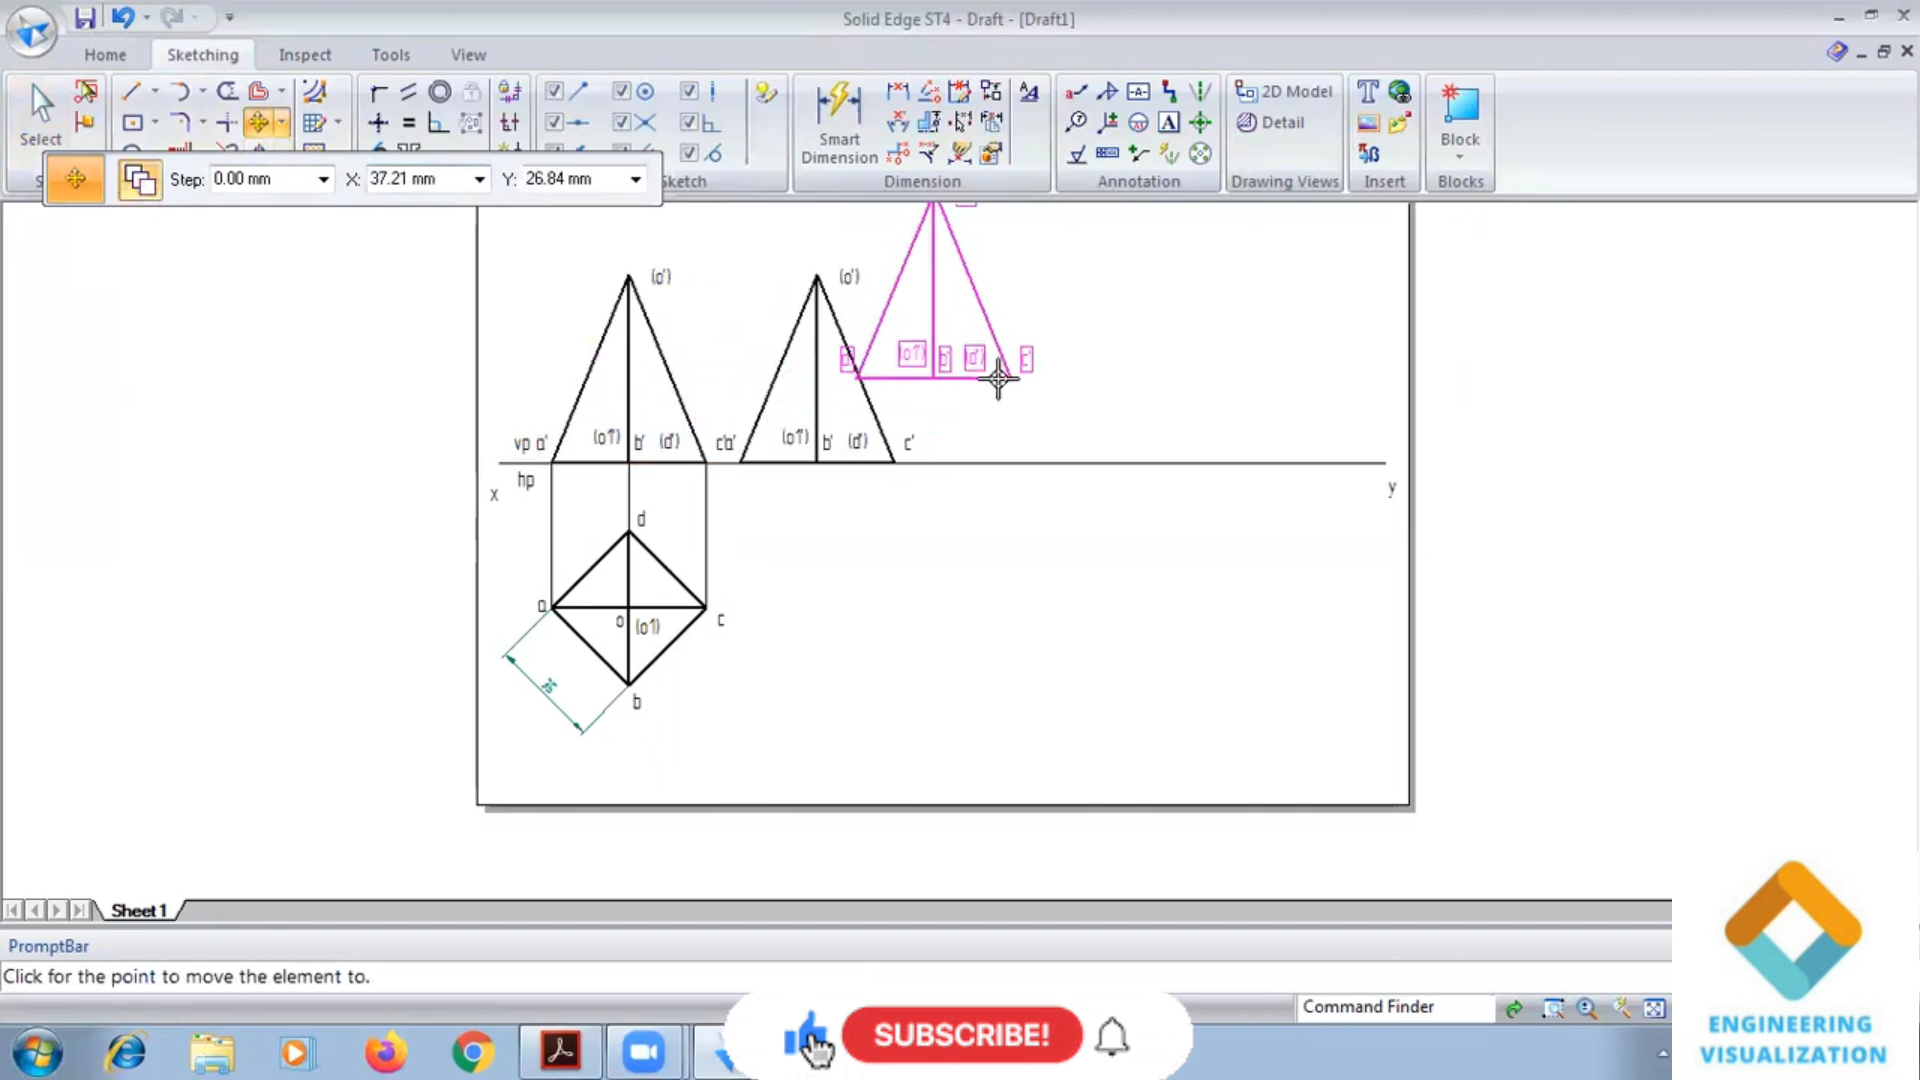 Solid Edge ST4 - Draft - [Draft1]
Home
Sketching
Inspect
Tools
View
Select
Smart
Dimension
2D Model
Detail
Block
Step: 0.00 mm
X: 37.21 mm
Y: 26.84 mm
Sketch
Dimension
Annotation
Drawing Views
Insert
Blocks
(o')
(o')
(o1')
b'
(d')
c'
vp a'
(o1')
b'
(d')
c'
a'
(o1')
b'
(d')
c'
hp
x
y
d
a
o
(o1)
c
b
35
Sheet 1
PromptBar
Click for the point to move the element to.
Command Finder
SUBSCRIBE!
ENGINEERING
VISUALIZATION